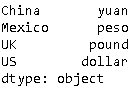 China yuan
Mexico peso
UK pound
US dollar
dtype: object